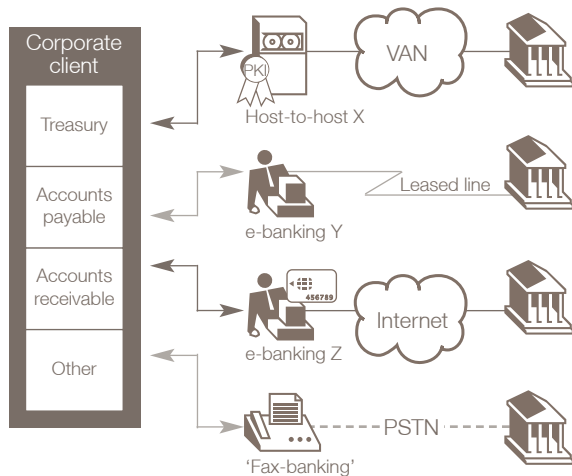 Corporate
client
Treasury
Accounts
payable
Accounts
receivable
Other
PKI
Host-to-host X
VAN
e-banking Y
Leased line
456789
e-banking Z
Internet
'Fax-banking'
PSTN